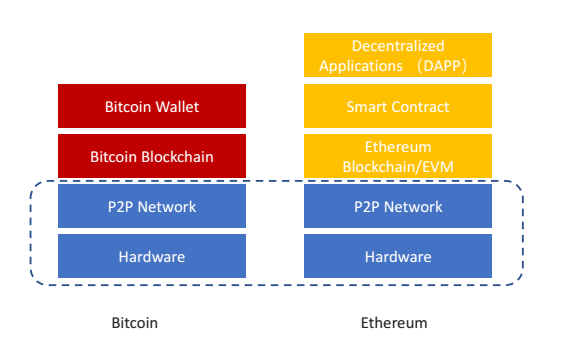 Decentralized
Applications （DAPP）
Bitcoin Wallet
Smart Contract
Bitcoin Blockchain
Ethereum
Blockchain/EVM
P2P Network
P2P Network
Hardware
Hardware
Bitcoin
Ethereum